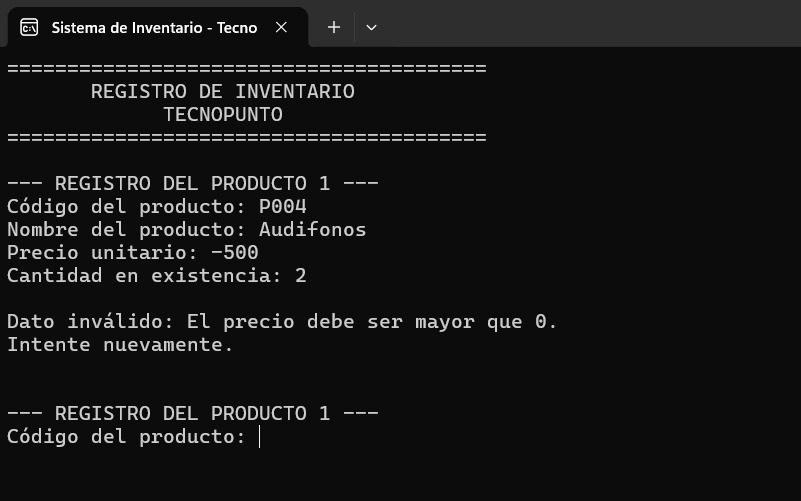 Sistema de Inventario - Tecno
========================================
REGISTRO DE INVENTARIO
TECNOPUNTO
========================================
--- REGISTRO DEL PRODUCTO 1 ---
Código del producto: P004
Nombre del producto: Audifonos
Precio unitario: -500
Cantidad en existencia: 2
Dato inválido: El precio debe ser mayor que 0.
Intente nuevamente.
--- REGISTRO DEL PRODUCTO 1 ---
Código del producto: